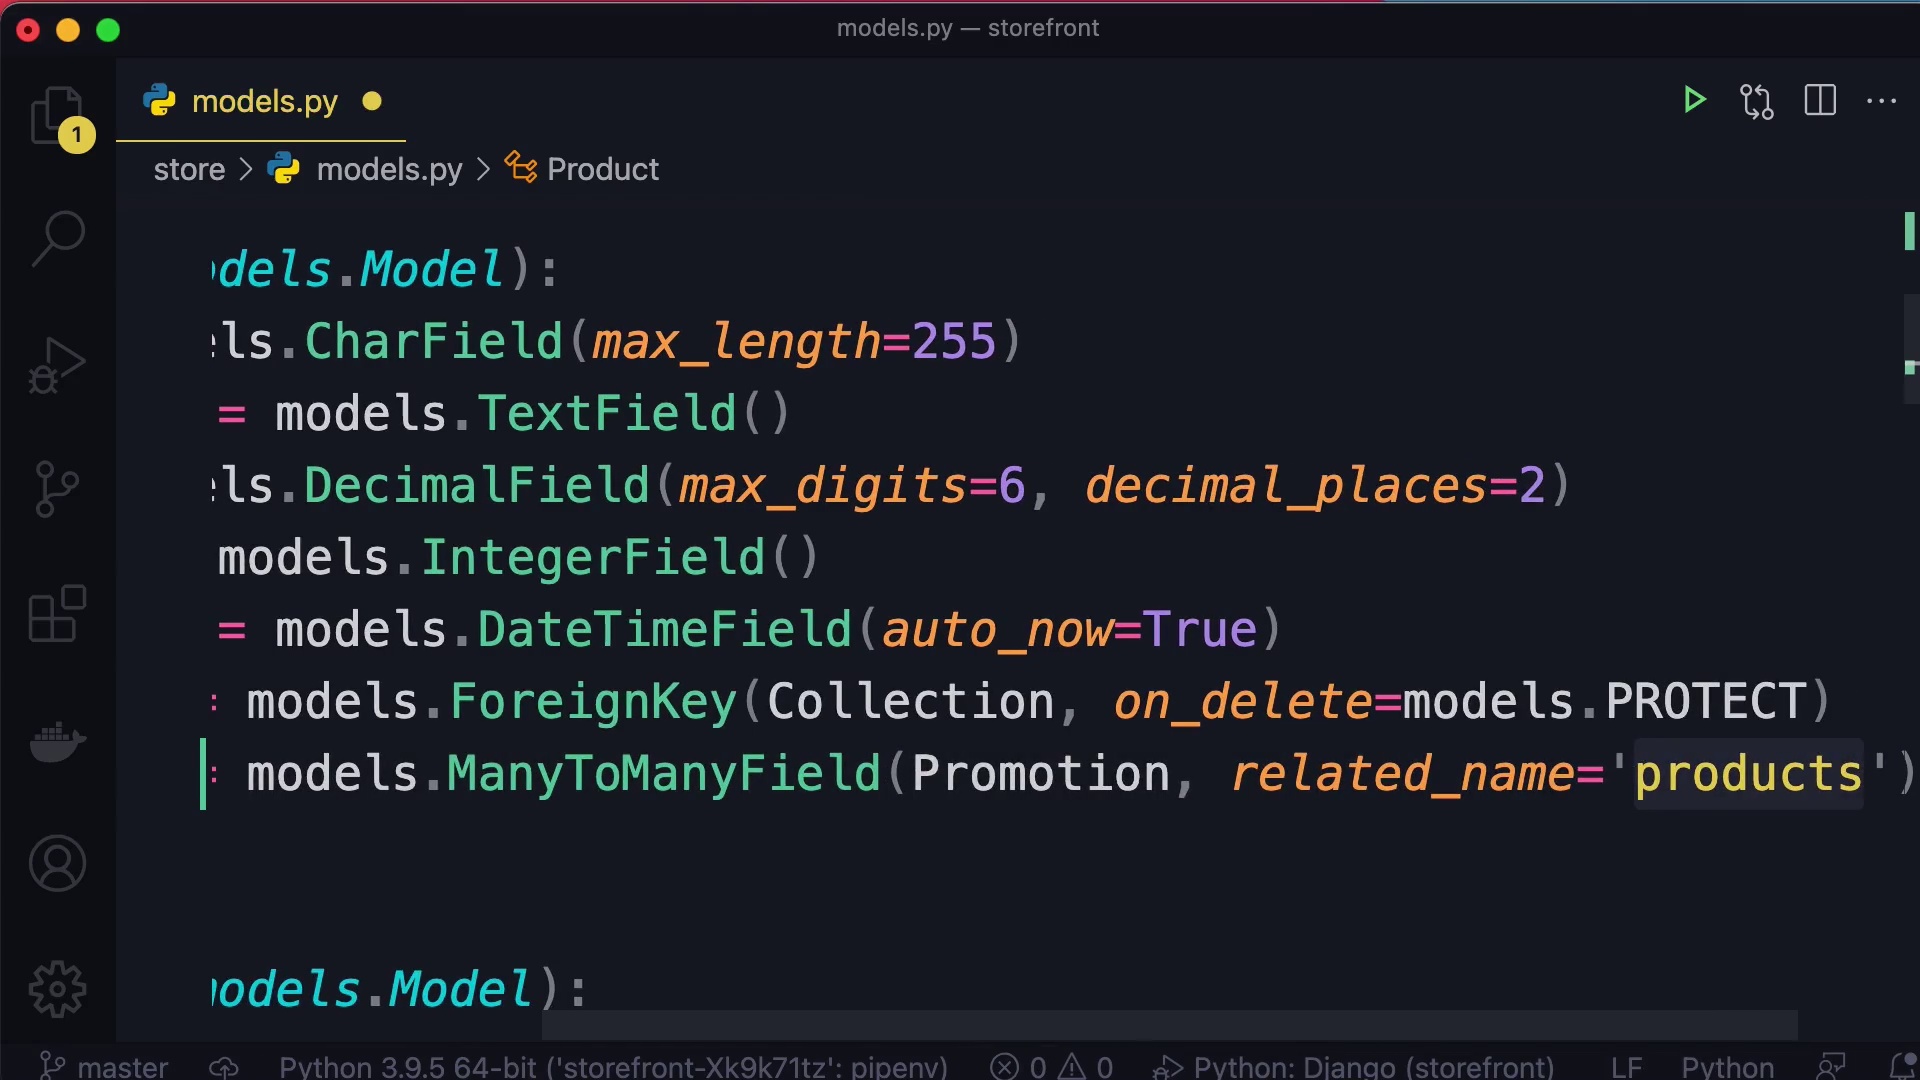 models.py — storefront
models.py
1
store > models.py > Product
dels.Model):
ls.CharField(max_length=255)
= models.TextField()
ls.DecimalField(max_digits=6, decimal_places=2)
models.IntegerField()
= models.DateTimeField(auto_now=True)
= models.ForeignKey(Collection, on_delete=models.PROTECT)
= models.ManyToManyField(Promotion, related_name='products')
odels.Model):
master Python 3.9.5 64-bit ('storefront-Xk9k71tz': pipenv) 0 0 Python: Django (storefront) LF Python